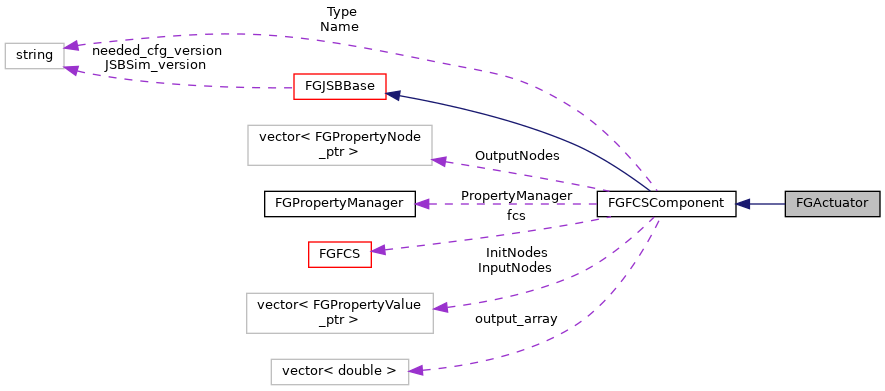 Type
Name
string
needed_cfg_version
JSBSim_version
FGJSBBase
vector< FGPropertyNode
_ptr >
OutputNodes
FGPropertyManager
PropertyManager
fcs
FGFCSComponent
FGActuator
FGFCS
InitNodes
InputNodes
vector< FGPropertyValue
_ptr >
output_array
vector< double >